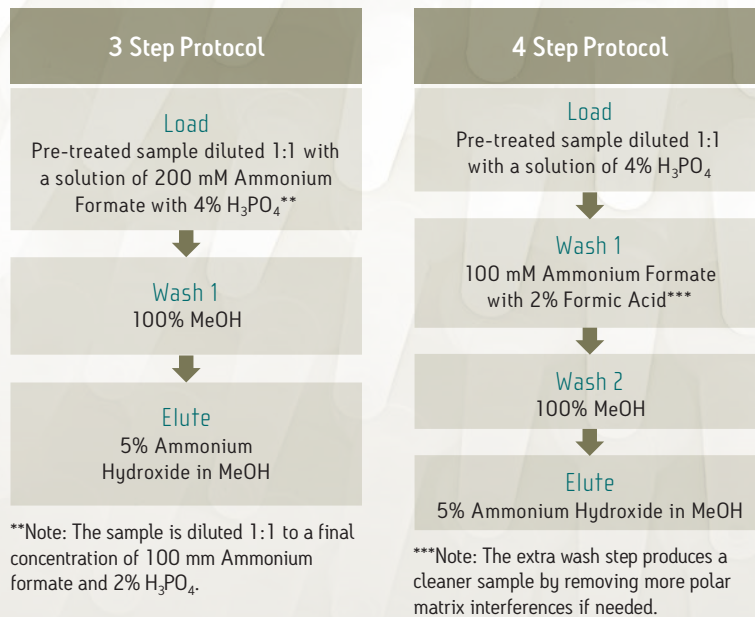 3 Step Protocol
Load
Pre-treated sample diluted 1:1 with
a solution of 200 mM Ammonium
Formate with 4% H₃PO₄**
Wash 1
100% MeOH
Elute
5% Ammonium
Hydroxide in MeOH
**Note: The sample is diluted 1:1 to a final
concentration of 100 mm Ammonium
formate and 2% H₃PO₄.
4 Step Protocol
Load
Pre-treated sample diluted 1:1
with a solution of 4% H₃PO₄
Wash 1
100 mM Ammonium Formate
with 2% Formic Acid***
Wash 2
100% MeOH
Elute
5% Ammonium Hydroxide in MeOH
***Note: The extra wash step produces a
cleaner sample by removing more polar
matrix interferences if needed.